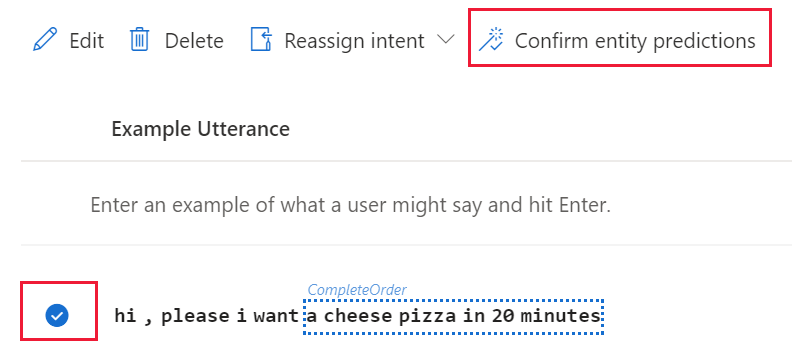 Edit Delete Reassign intent Confirm entity predictions
Example Utterance
Enter an example of what a user might say and hit Enter.
CompleteOrder
hi , please i want a cheese pizza in 20 minutes